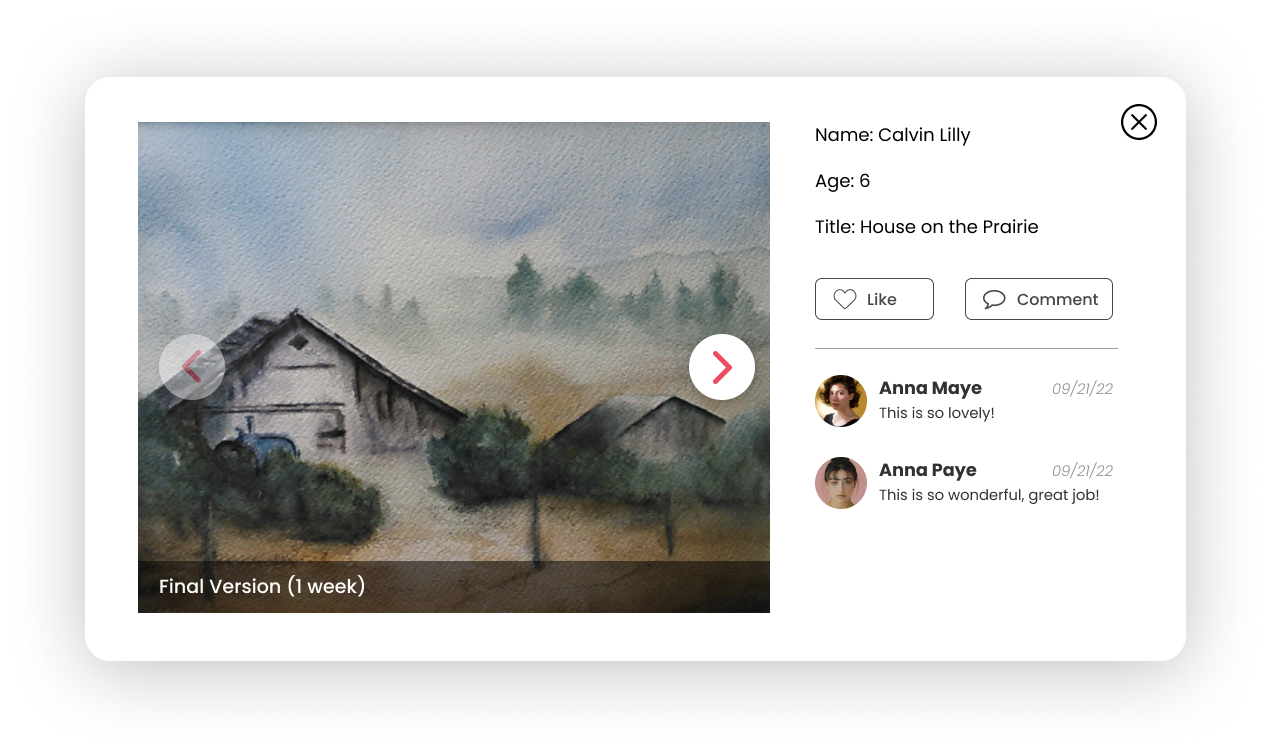 Name: Calvin Lilly
Age: 6
Title: House on the Prairie
Like
Comment
Anna Maye 09/21/22
This is so lovely!
Anna Paye 09/21/22
This is so wonderful, great job!
Final Version (1 week)